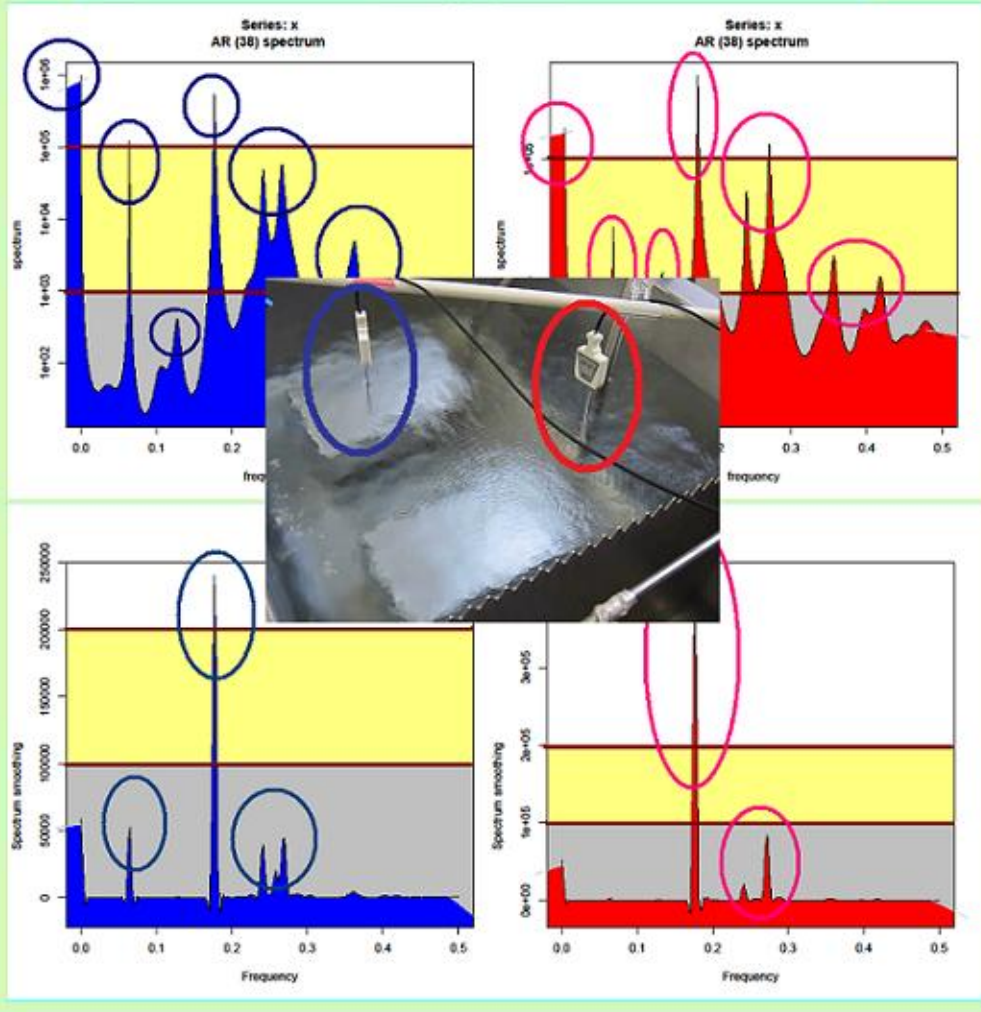 Series: x
AR (38) spectrum
1e+06
1e+05
1e+04
1e+03
1e+02
spectrum
0.0 0.1 0.2
frequ
Series: x
AR (38) spectrum
0.0 0.3 0.4 0.5
frequency
250000
200000
150000
100000
50000
0
Spectrum smoothing
0.0 0.1 0.2 0.3 0.4 0.5
Frequency
3e+05
2e+05
1e+05
0e+00
Spectrum smoothing
0.0 0.1 0.2 0.3 0.4 0.5
Frequency